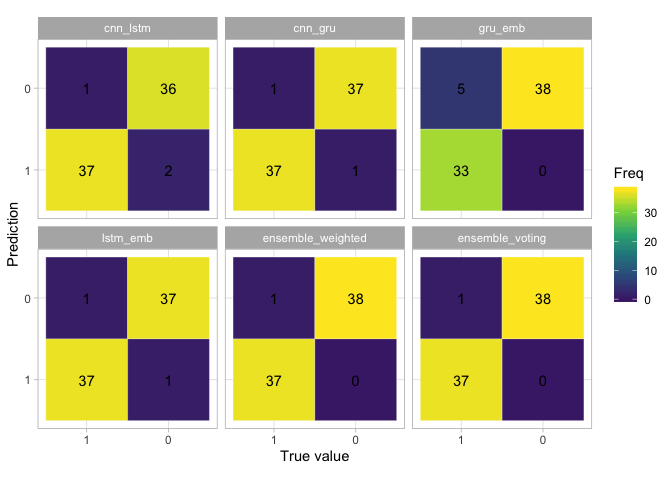 cnn_lstm cnn_gru gru_emb
0 1 36 1 37 5 38
1 37 2 37 1 33 0
lstm_emb ensemble_weighted ensemble_voting
0 1 37 1 38 1 38
1 37 1 37 0 37 0
1 0 1 0 1 0
True value
Prediction
Freq
30
20
10
0